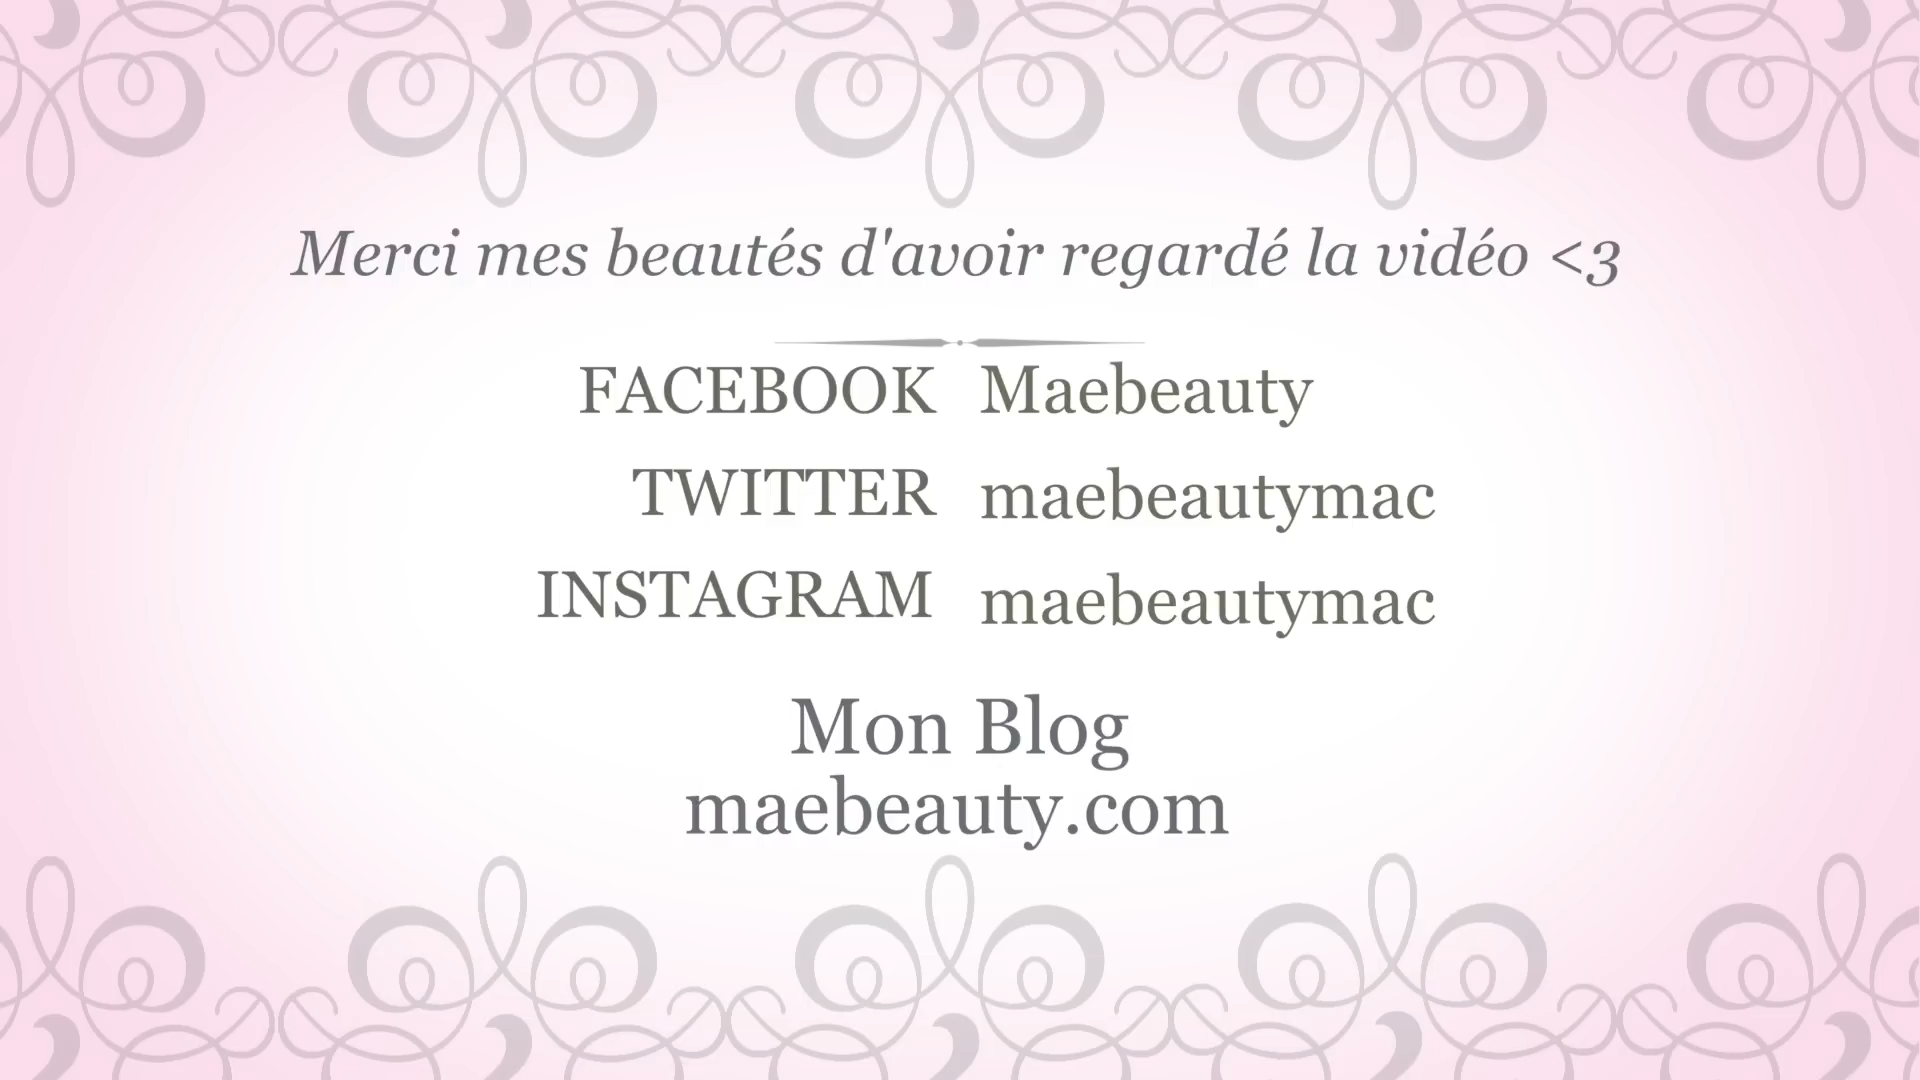 Merci mes beautés d'avoir regardé la vidéo <3
FACEBOOK Maebeauty
TWITTER maebeautymac
INSTAGRAM maebeautymac
Mon Blog
maebeauty.com